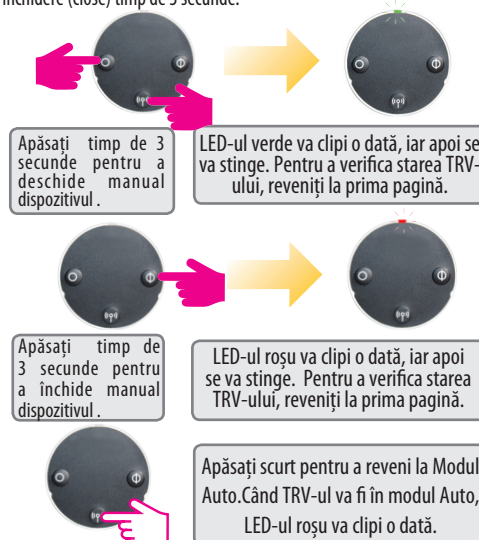 închidere (close) timp de 3 secunde.
Apăsați timp de 3
secunde pentru a
deschide manual
dispozitivul .
LED-ul verde va clipi o dată, iar apoi se
va stinge. Pentru a verifica starea TRV-
ului, reveniți la prima pagină.
Apăsați timp de
3 secunde pentru
a închide manual
dispozitivul .
LED-ul roșu va clipi o dată, iar apoi
se va stinge. Pentru a verifica starea
TRV-ului, reveniți la prima pagină.
Apăsați scurt pentru a reveni la Modul
Auto.Când TRV-ul va fi în modul Auto,
LED-ul roșu va clipi o dată.